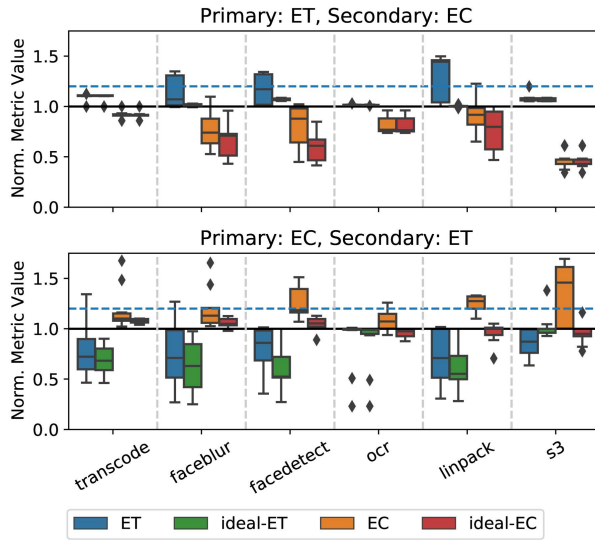 Primary: ET, Secondary: EC
Norm. Metric Value
1.5
1.0
0.5
0.0
Primary: EC, Secondary: ET
Norm. Metric Value
1.5
1.0
0.5
0.0
transcode faceblur facedetect ocr linpack s3
ET ideal-ET EC ideal-EC